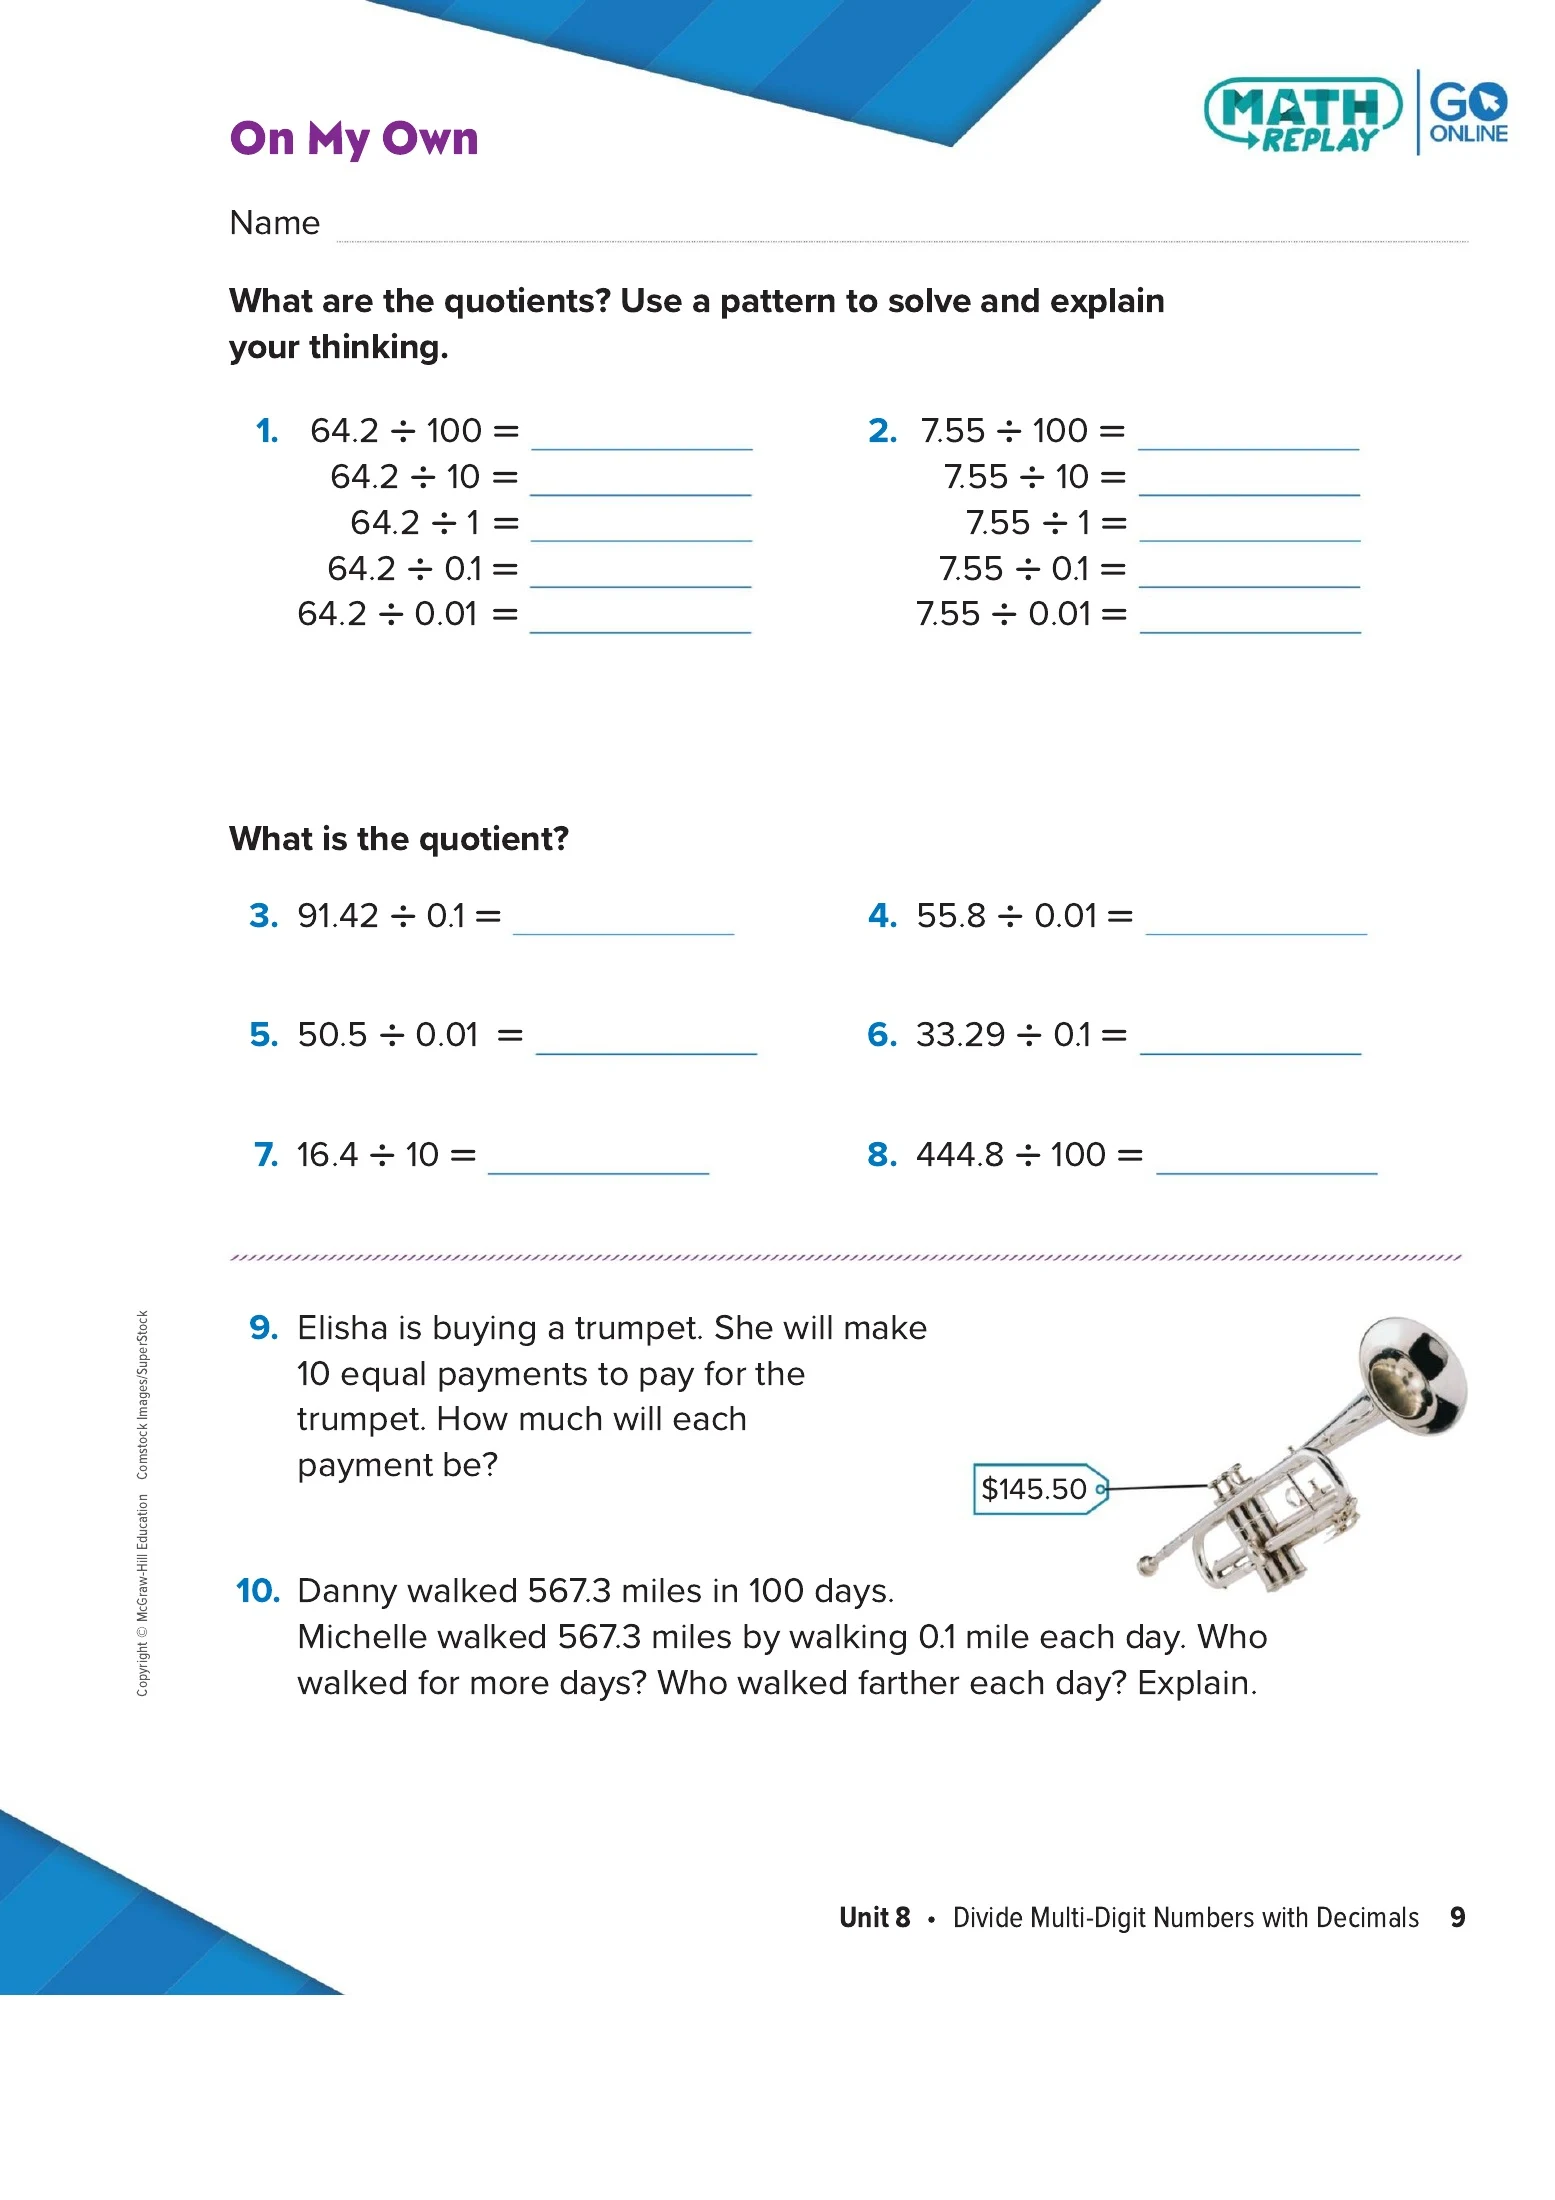 MATH
REPLAY
GO
ONLINE
On My Own
Name
What are the quotients? Use a pattern to solve and explain
your thinking.
1. 64.2 ÷ 100 =
64.2 ÷ 10 =
64.2 ÷ 1 =
64.2 ÷ 0.1 =
64.2 ÷ 0.01 =
2. 7.55 ÷ 100 =
7.55 ÷ 10 =
7.55 ÷ 1 =
7.55 ÷ 0.1 =
7.55 ÷ 0.01 =
What is the quotient?
3. 91.42 ÷ 0.1 =
4. 55.8 ÷ 0.01 =
5. 50.5 ÷ 0.01 =
6. 33.29 ÷ 0.1 =
7. 16.4 ÷ 10 =
8. 444.8 ÷ 100 =
9. Elisha is buying a trumpet. She will make
10 equal payments to pay for the
trumpet. How much will each
payment be?
$145.50
10. Danny walked 567.3 miles in 100 days.
Michelle walked 567.3 miles by walking 0.1 mile each day. Who
walked for more days? Who walked farther each day? Explain.
Copyright © McGraw-Hill Education Comstock Images/SuperStock
Unit 8 • Divide Multi-Digit Numbers with Decimals 9